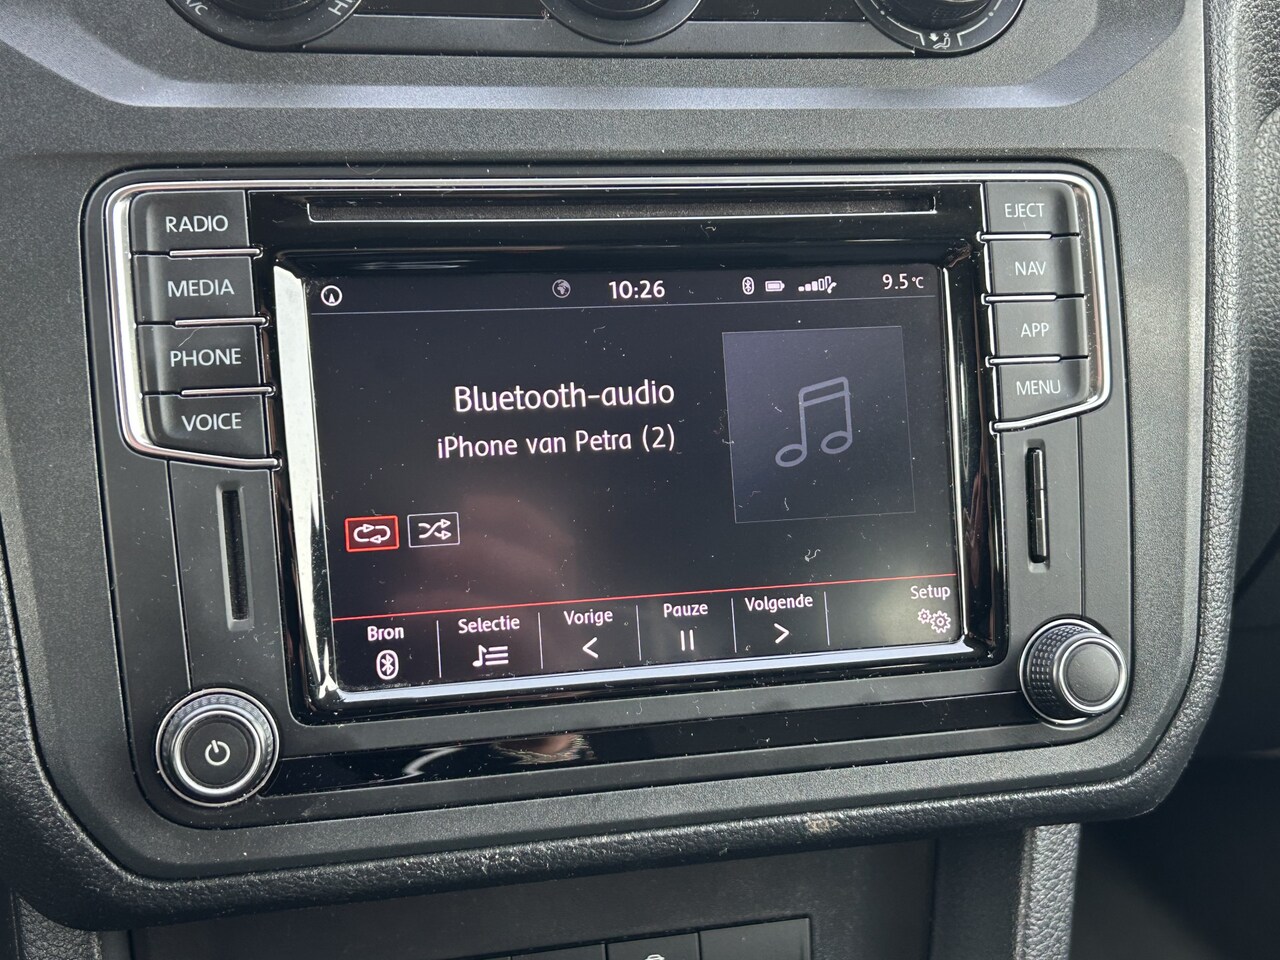 A/C
RADIO
MEDIA
PHONE
VOICE
EJECT
NAV
APP
MENU
10:26
9.5°C
Bluetooth-audio
iPhone van Petra (2)
Bron
Selectie
Vorige
Pauze
Volgende
Setup